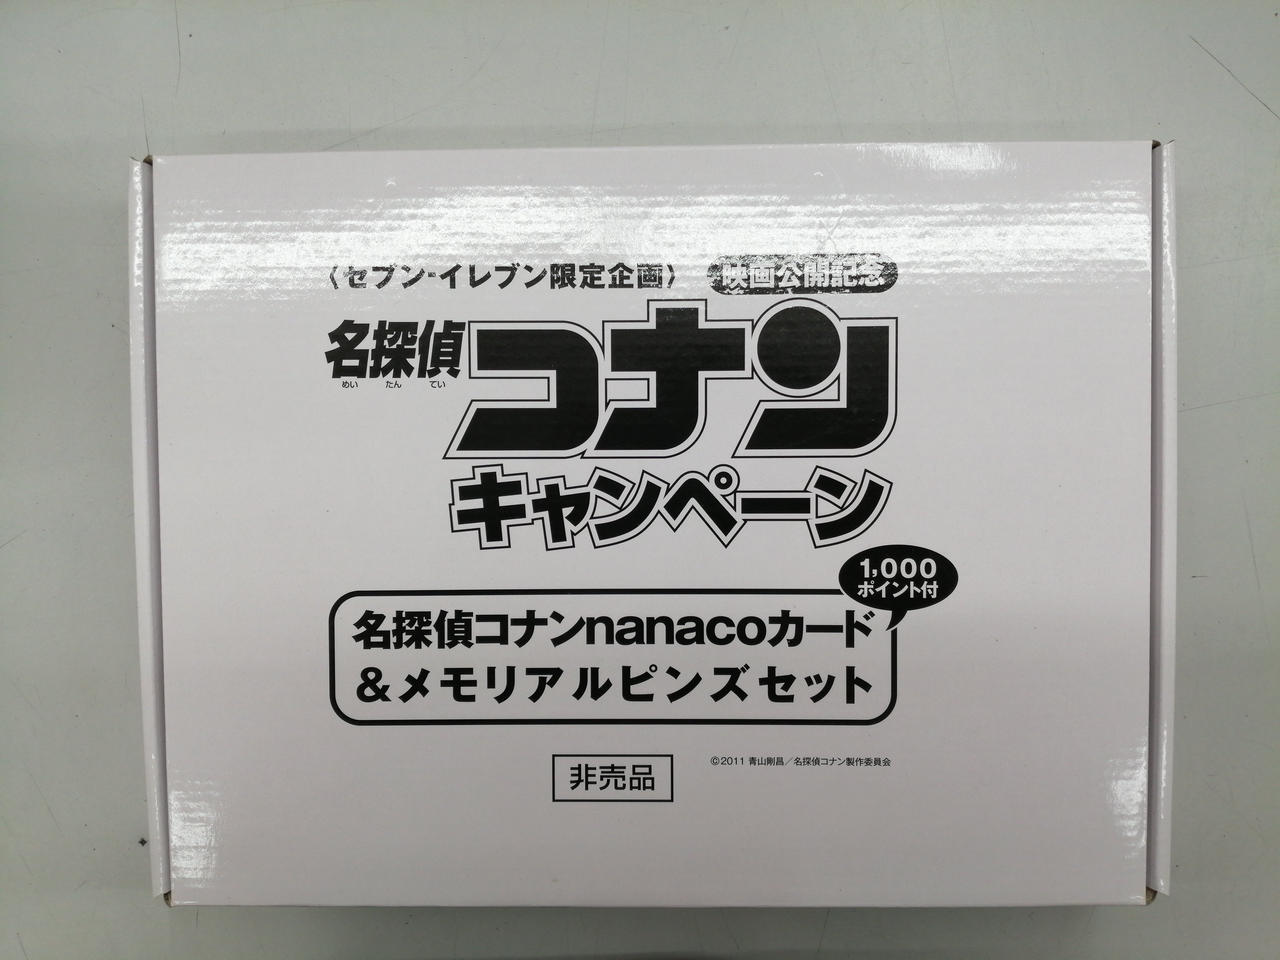 〈セブン-イレブン限定企画〉 映画公開記念
名探偵コナン
めい たん てい
キャンペーン
1,000
ポイント付
名探偵コナンnanacoカード
&メモリアルピンズセット
非売品
©2011 青山剛昌／名探偵コナン製作委員会